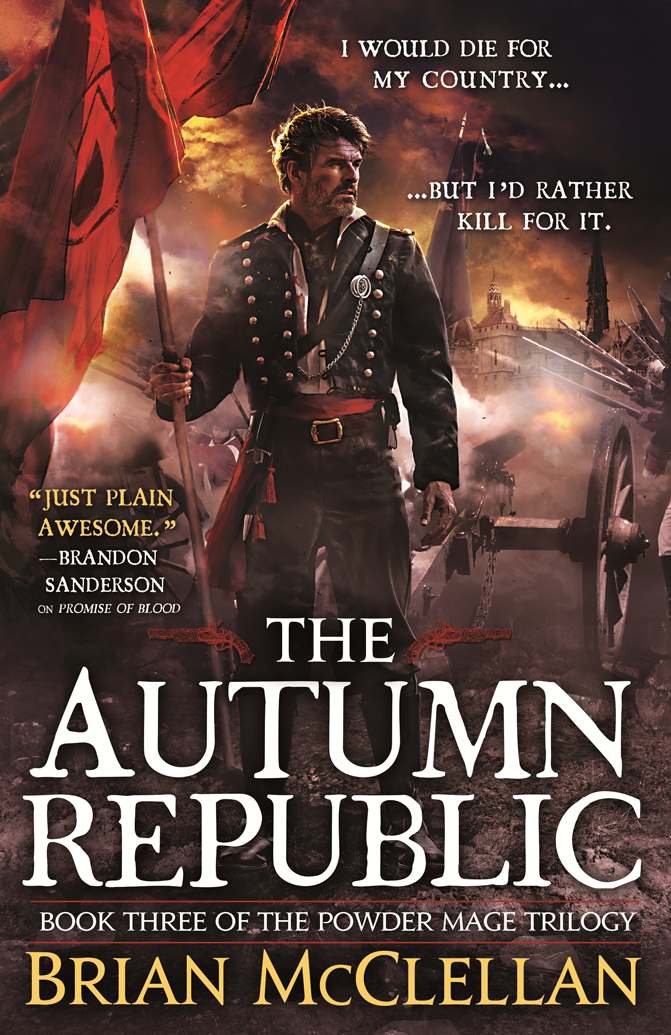 I WOULD DIE FOR
MY COUNTRY...
...BUT I'D RATHER
KILL FOR IT.
"JUST PLAIN
AWESOME."
—BRANDON
SANDERSON
ON PROMISE OF BLOOD
THE
AUTUMN
REPUBLIC
BOOK THREE OF THE POWDER MAGE TRILOGY
BRIAN MCCLELLAN